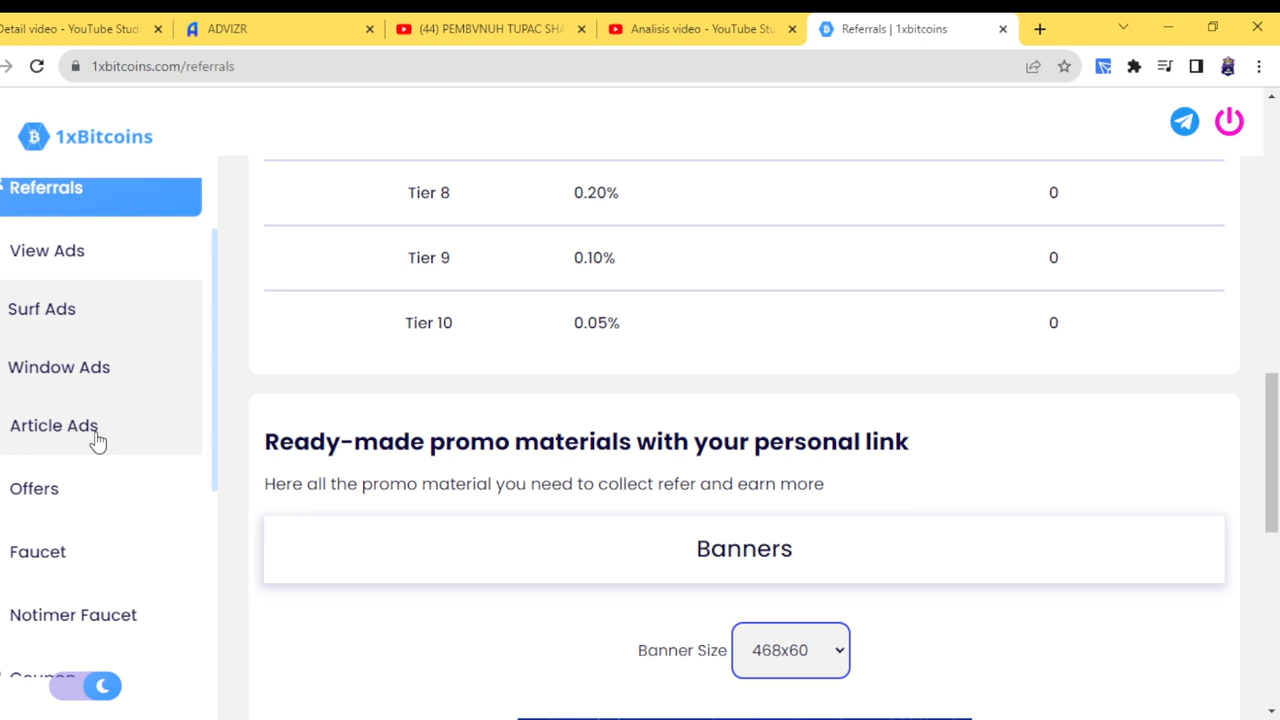 Detail video - YouTube Studi
ADVIZR
(44) PEMBVNUH TUPAC SHA
Analisis video - YouTube Stu
Referrals | 1xbitcoins
1xbitcoins.com/referrals
1xBitcoins
Referrals
View Ads
Surf Ads
Window Ads
Article Ads
Offers
Faucet
Notimer Faucet
Coupon
Tier 8 0.20% 0
Tier 9 0.10% 0
Tier 10 0.05% 0
Ready-made promo materials with your personal link
Here all the promo material you need to collect refer and earn more
Banners
Banner Size 468x60